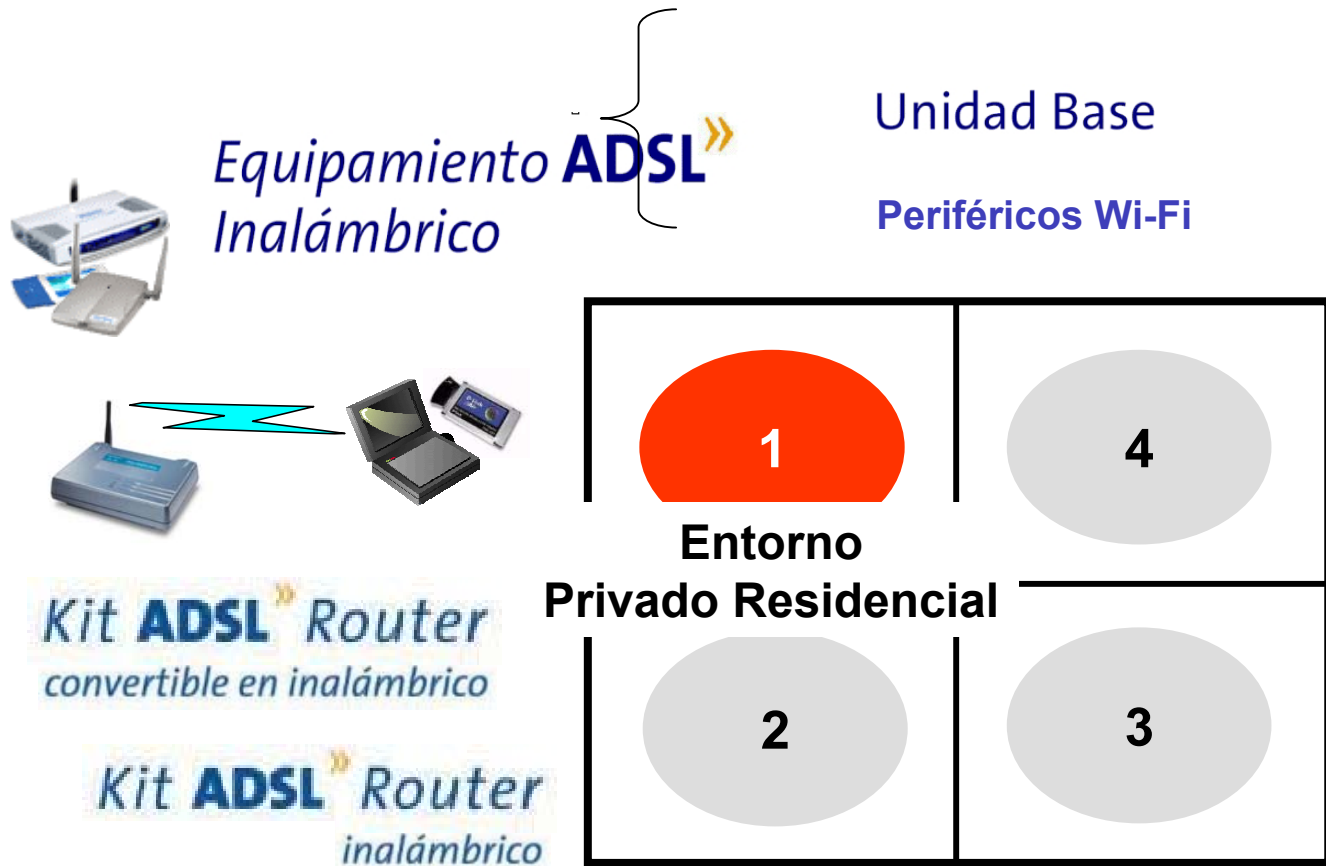 Equipamiento ADSL»
Inalámbrico
Unidad Base
Periféricos Wi-Fi
1
4
Entorno
Privado Residencial
Kit ADSL» Router
convertible en inalámbrico
2
3
Kit ADSL» Router
inalámbrico